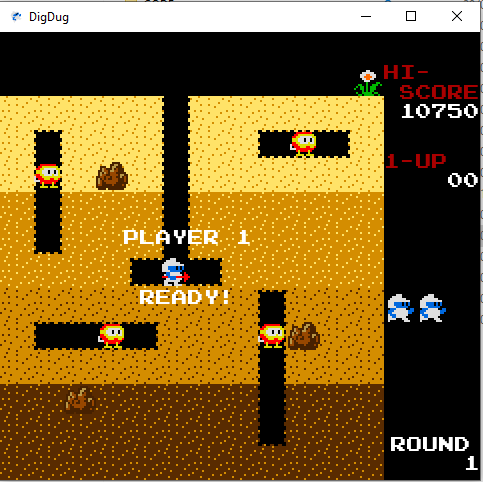 DigDug
HI-
SCORE
10750
1-UP
00
PLAYER 1
READY!
ROUND
1